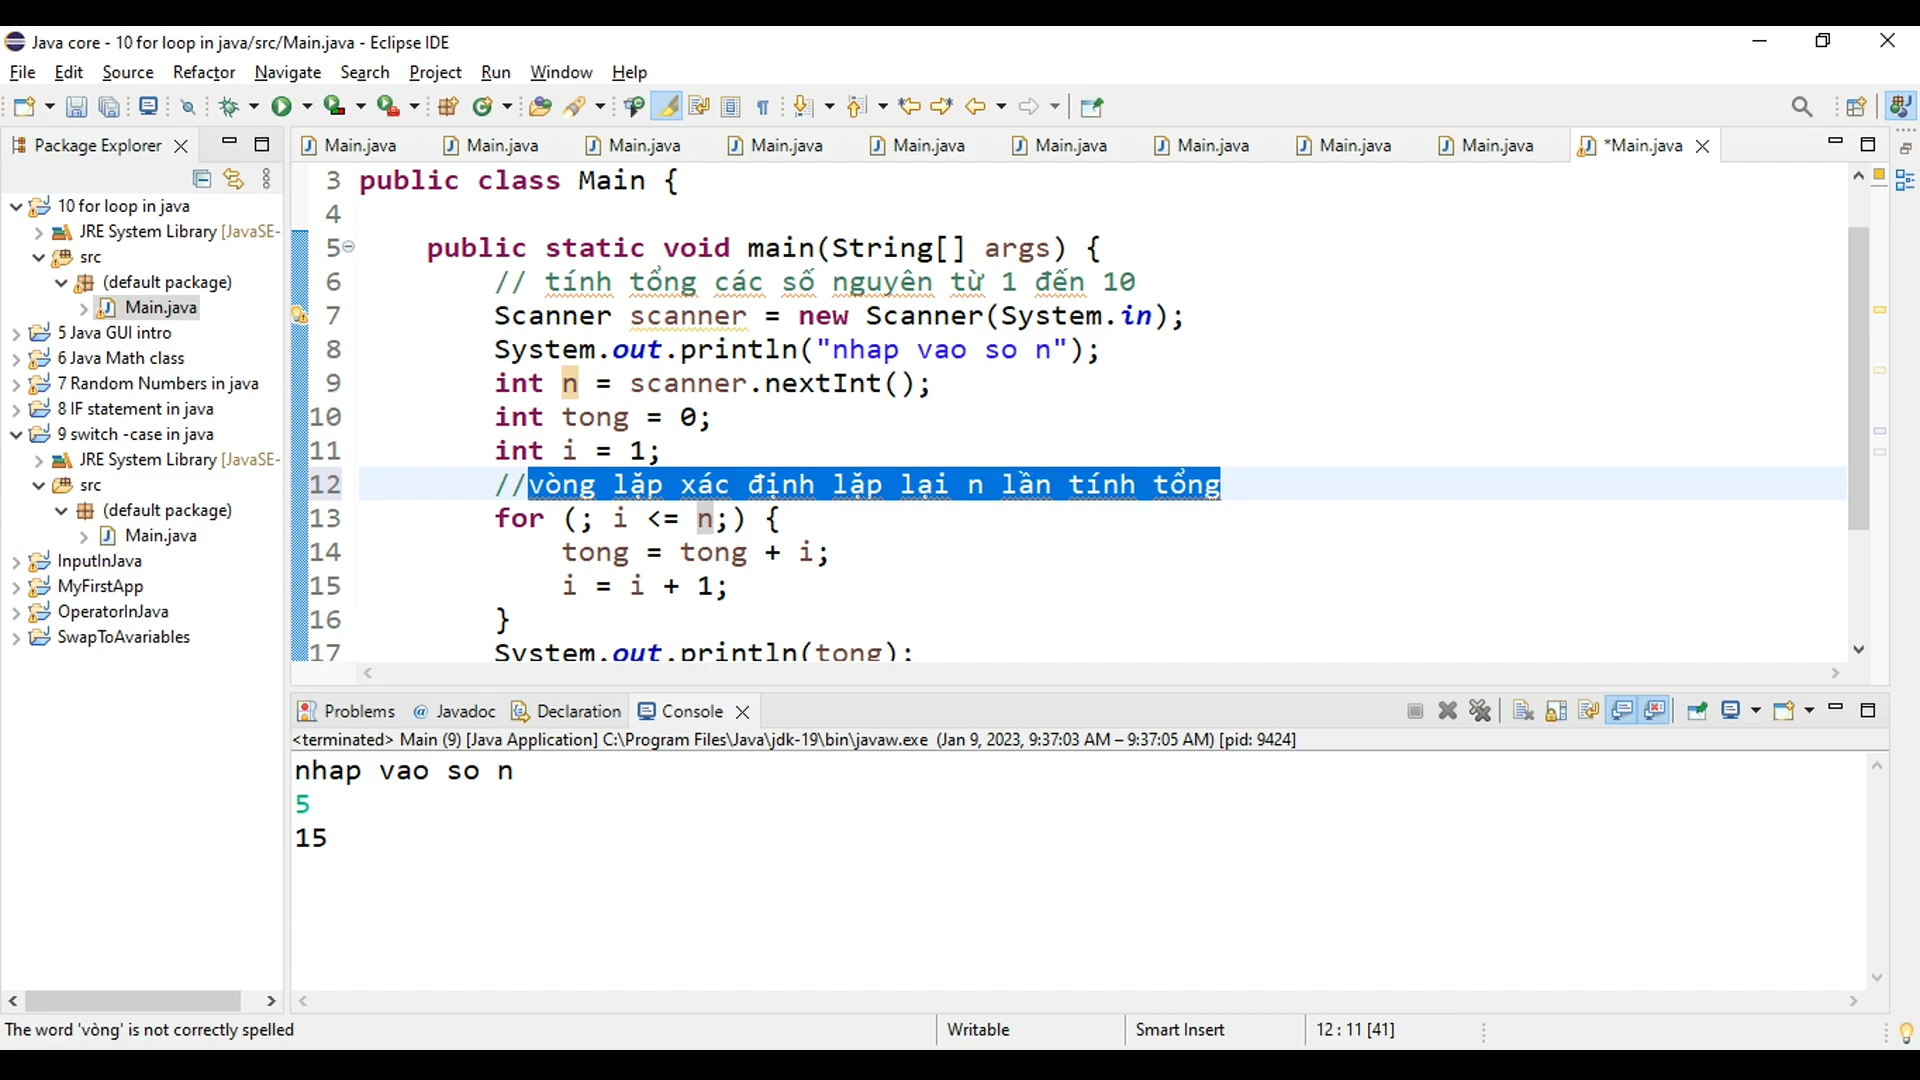 Java core - 10 for loop in java/src/Main.java - Eclipse IDE
File Edit Source Refactor Navigate Search Project Run Window Help
Package Explorer
Main.java Main.java Main.java Main.java Main.java Main.java Main.java Main.java Main.java *Main.java
10 for loop in java
JRE System Library [JavaSE-
src
(default package)
Main.java
5 Java GUI intro
6 Java Math class
7 Random Numbers in java
8 IF statement in java
9 switch -case in java
JRE System Library [JavaSE-
src
(default package)
Main.java
InputInJava
MyFirstApp
OperatorInJava
SwapToAvariables
3 public class Main {
4
5 public static void main(String[] args) {
6 // tính tổng các số nguyên từ 1 đến 10
7 Scanner scanner = new Scanner(System.in);
8 System.out.println("nhap vao so n");
9 int n = scanner.nextInt();
10 int tong = 0;
11 int i = 1;
12 //vòng lặp xác định lặp lại n lần tính tổng
13 for (; i <= n;) {
14 tong = tong + i;
15 i = i + 1;
16 }
17 System.out.println(tong);
Problems @ Javadoc Declaration Console
<terminated> Main (9) [Java Application] C:\Program Files\Java\jdk-19\bin\javaw.exe (Jan 9, 2023, 9:37:03 AM – 9:37:05 AM) [pid: 9424]
nhap vao so n
5
15
The word 'vòng' is not correctly spelled
Writable
Smart Insert
12 : 11 [41]